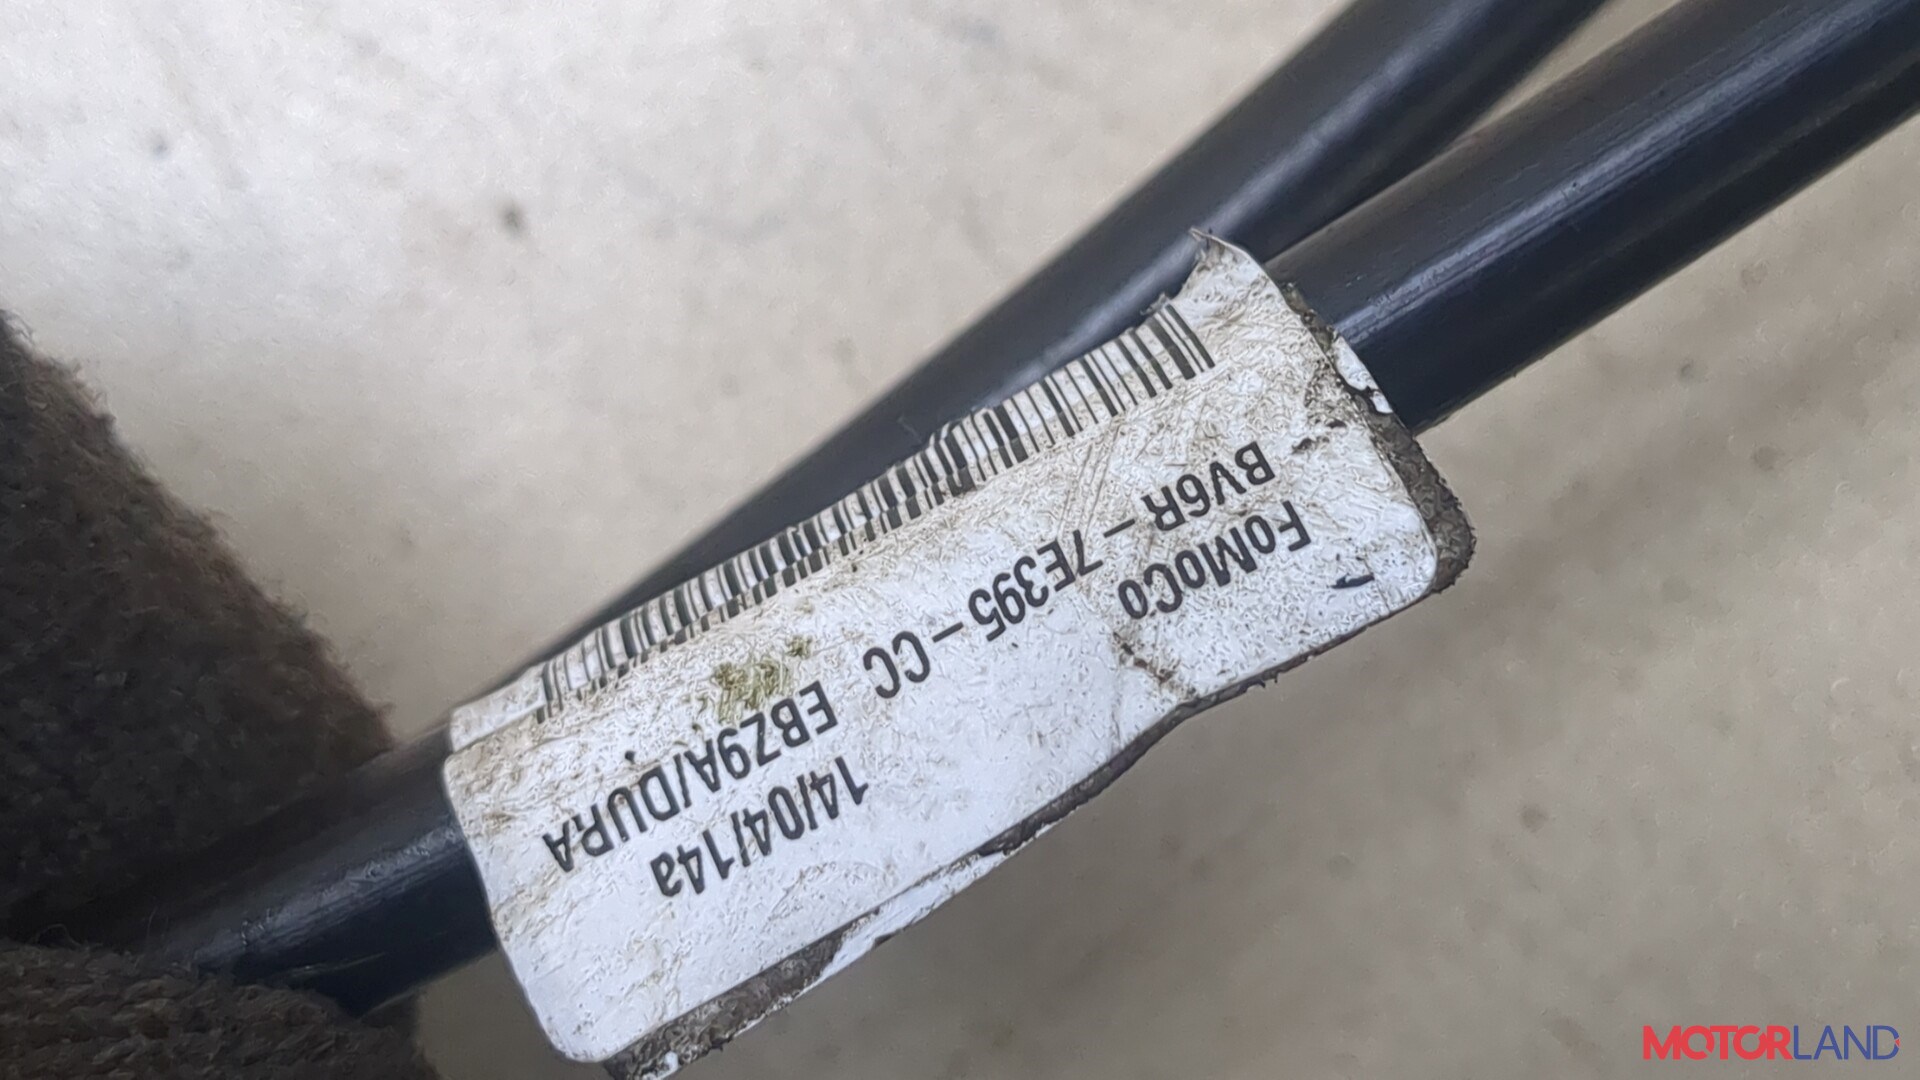 FoMoCo
BV6R – 7E395 – CC EBZ9A/DURA
14/04/14a
MOTORLAND